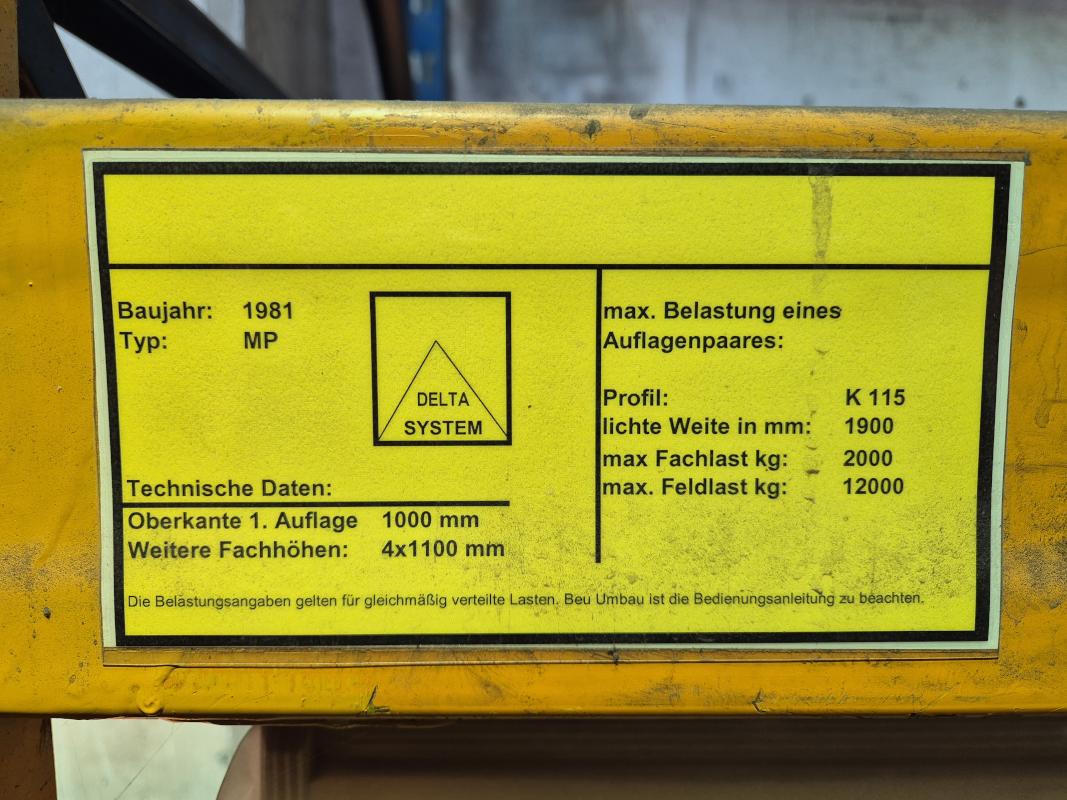 Baujahr: 1981
Typ: MP
DELTA
SYSTEM
Technische Daten:
Oberkante 1. Auflage 1000 mm
Weitere Fachhöhen: 4x1100 mm
max. Belastung eines
Auflagenpaares:
Profil: K 115
lichte Weite in mm: 1900
max Fachlast kg: 2000
max. Feldlast kg: 12000
Die Belastungsangaben gelten für gleichmäßig verteilte Lasten. Beu Umbau ist die Bedienungsanleitung zu beachten.